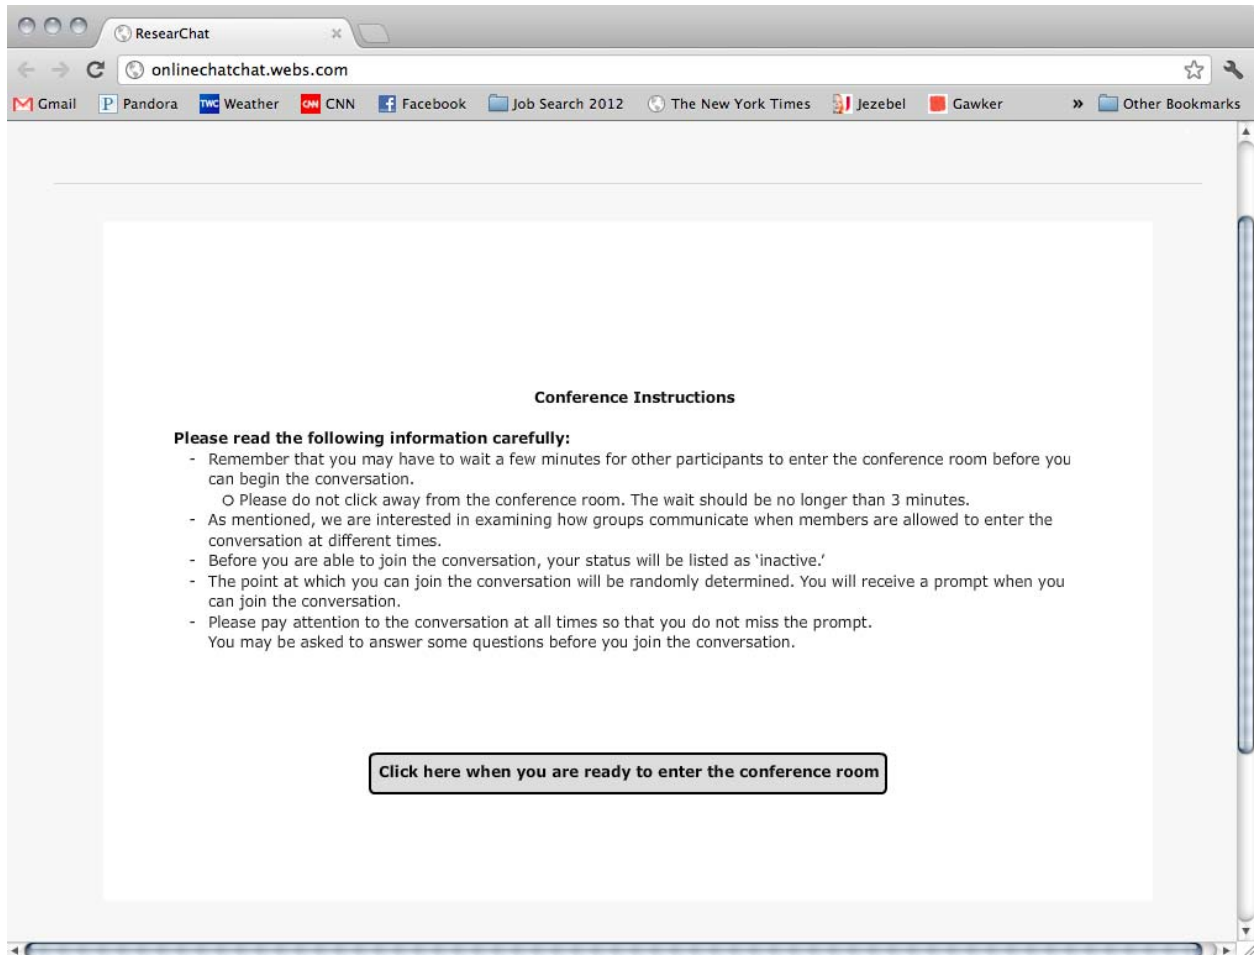 ResearChat
onlinechatchat.webs.com
Gmail Pandora TWC Weather CNN CNN Facebook Job Search 2012 The New York Times J Jezebel Gawker » Other Bookmarks
Conference Instructions
Please read the following information carefully:
- Remember that you may have to wait a few minutes for other participants to enter the conference room before you
can begin the conversation.
O Please do not click away from the conference room. The wait should be no longer than 3 minutes.
- As mentioned, we are interested in examining how groups communicate when members are allowed to enter the
conversation at different times.
- Before you are able to join the conversation, your status will be listed as ‘inactive.’
- The point at which you can join the conversation will be randomly determined. You will receive a prompt when you
can join the conversation.
- Please pay attention to the conversation at all times so that you do not miss the prompt.
You may be asked to answer some questions before you join the conversation.
Click here when you are ready to enter the conference room